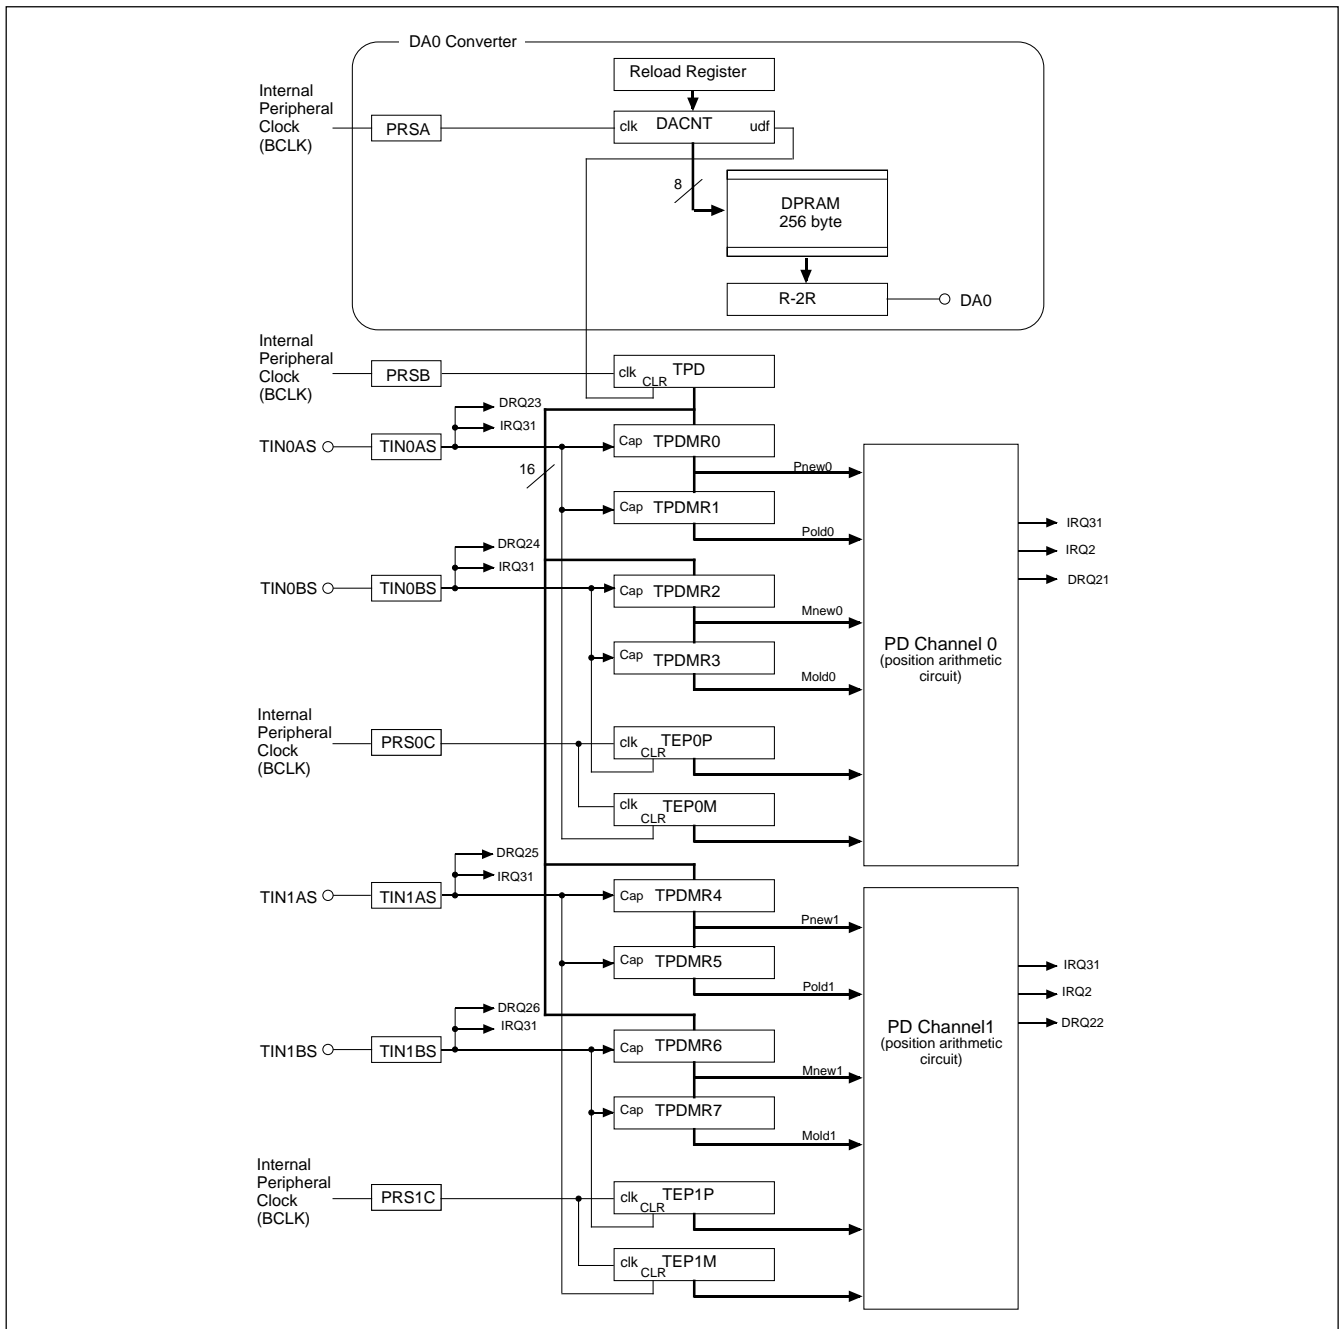 DA0 Converter
Reload Register
Internal
Peripheral
Clock
(BCLK)
PRSA
clk DACNT udf
8
DPRAM
256 byte
R-2R
DA0
Internal
Peripheral
Clock
(BCLK)
PRSB
clk TPD
CLR
DRQ23
IRQ31
TIN0AS
TIN0AS
Cap TPDMR0
16
Pnew0
Cap TPDMR1
Pold0
IRQ31
IRQ2
DRQ21
DRQ24
IRQ31
TIN0BS
TIN0BS
Cap TPDMR2
Mnew0
Cap TPDMR3
Mold0
PD Channel 0
(position arithmetic
circuit)
Internal
Peripheral
Clock
(BCLK)
PRS0C
clk TEP0P
CLR
clk TEP0M
CLR
DRQ25
IRQ31
TIN1AS
TIN1AS
Cap TPDMR4
Pnew1
Cap TPDMR5
Pold1
IRQ31
IRQ2
DRQ22
DRQ26
IRQ31
TIN1BS
TIN1BS
Cap TPDMR6
Mnew1
Cap TPDMR7
Mold1
PD Channel1
(position arithmetic
circuit)
Internal
Peripheral
Clock
(BCLK)
PRS1C
clk TEP1P
CLR
clk TEP1M
CLR